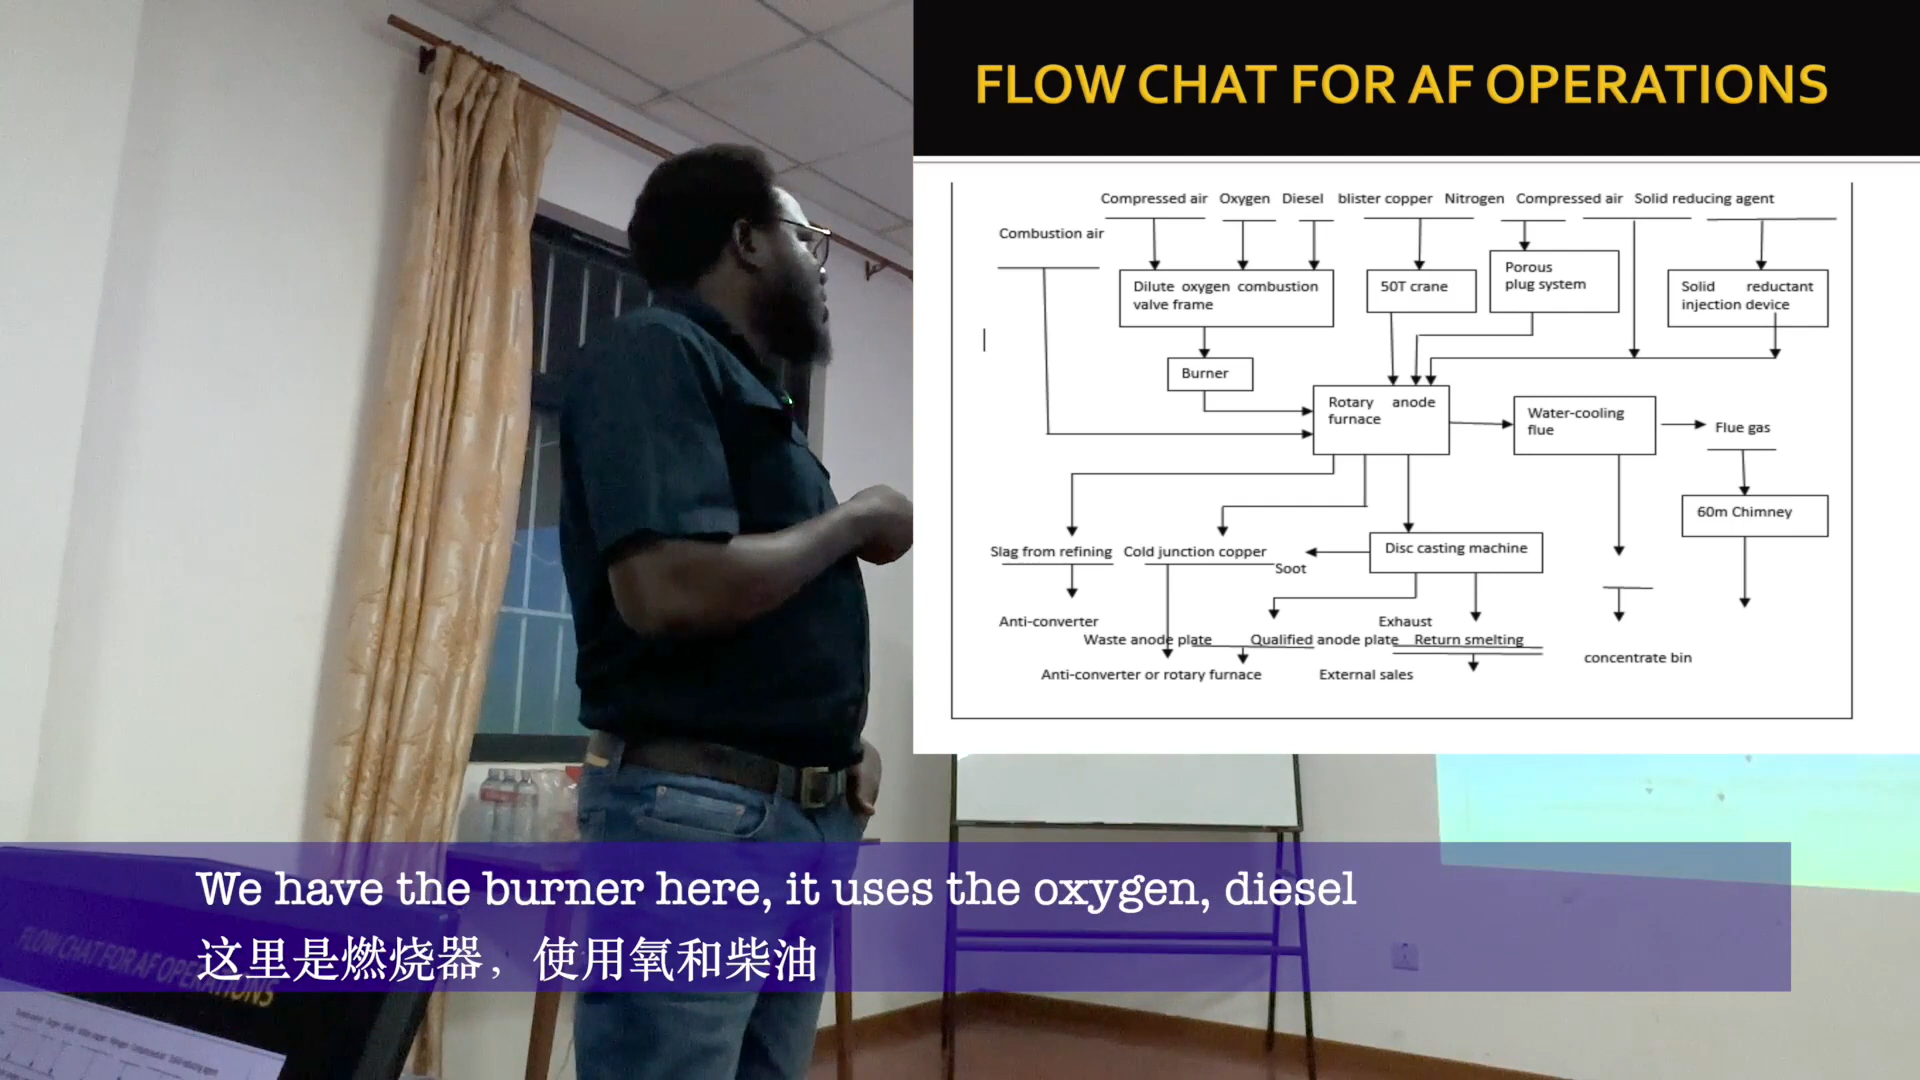 FLOW CHAT FOR AF OPERATIONS
Compressed air Oxygen Diesel blister copper Nitrogen Compressed air Solid reducing agent
Combustion air
Dilute oxygen combustion
valve frame
50T crane
Porous
plug system
Solid reductant
injection device
Burner
Rotary anode
furnace
Water-cooling
flue
Flue gas
60m Chimney
Slag from refining
Cold junction copper
Soot
Disc casting machine
Anti-converter
Exhaust
Waste anode plate
Qualified anode plate
Return smelting
concentrate bin
Anti-converter or rotary furnace
External sales
We have the burner here, it uses the oxygen, diesel
这里是燃烧器，使用氧和柴油
FLOW CHAT FOR AF OPERATIONS